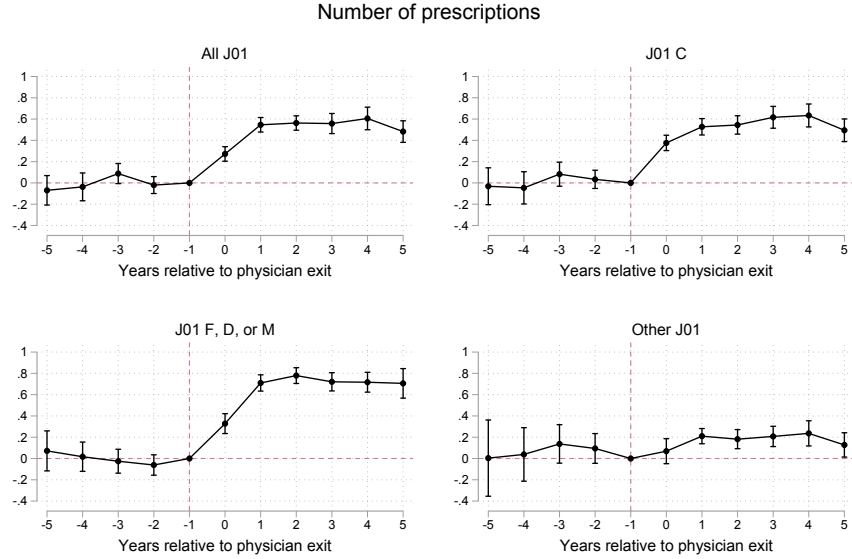 Number of prescriptions
All J01
1
.8
.6
.4
.2
0
-.2
-.4
-5 -4 -3 -2 -1 0 1 2 3 4 5
Years relative to physician exit
J01 C
1
.8
.6
.4
.2
0
-.2
-.4
-5 -4 -3 -2 -1 0 1 2 3 4 5
Years relative to physician exit
J01 F, D, or M
1
.8
.6
.4
.2
0
-.2
-.4
-5 -4 -3 -2 -1 0 1 2 3 4 5
Years relative to physician exit
Other J01
1
.8
.6
.4
.2
0
-.2
-.4
-5 -4 -3 -2 -1 0 1 2 3 4 5
Years relative to physician exit